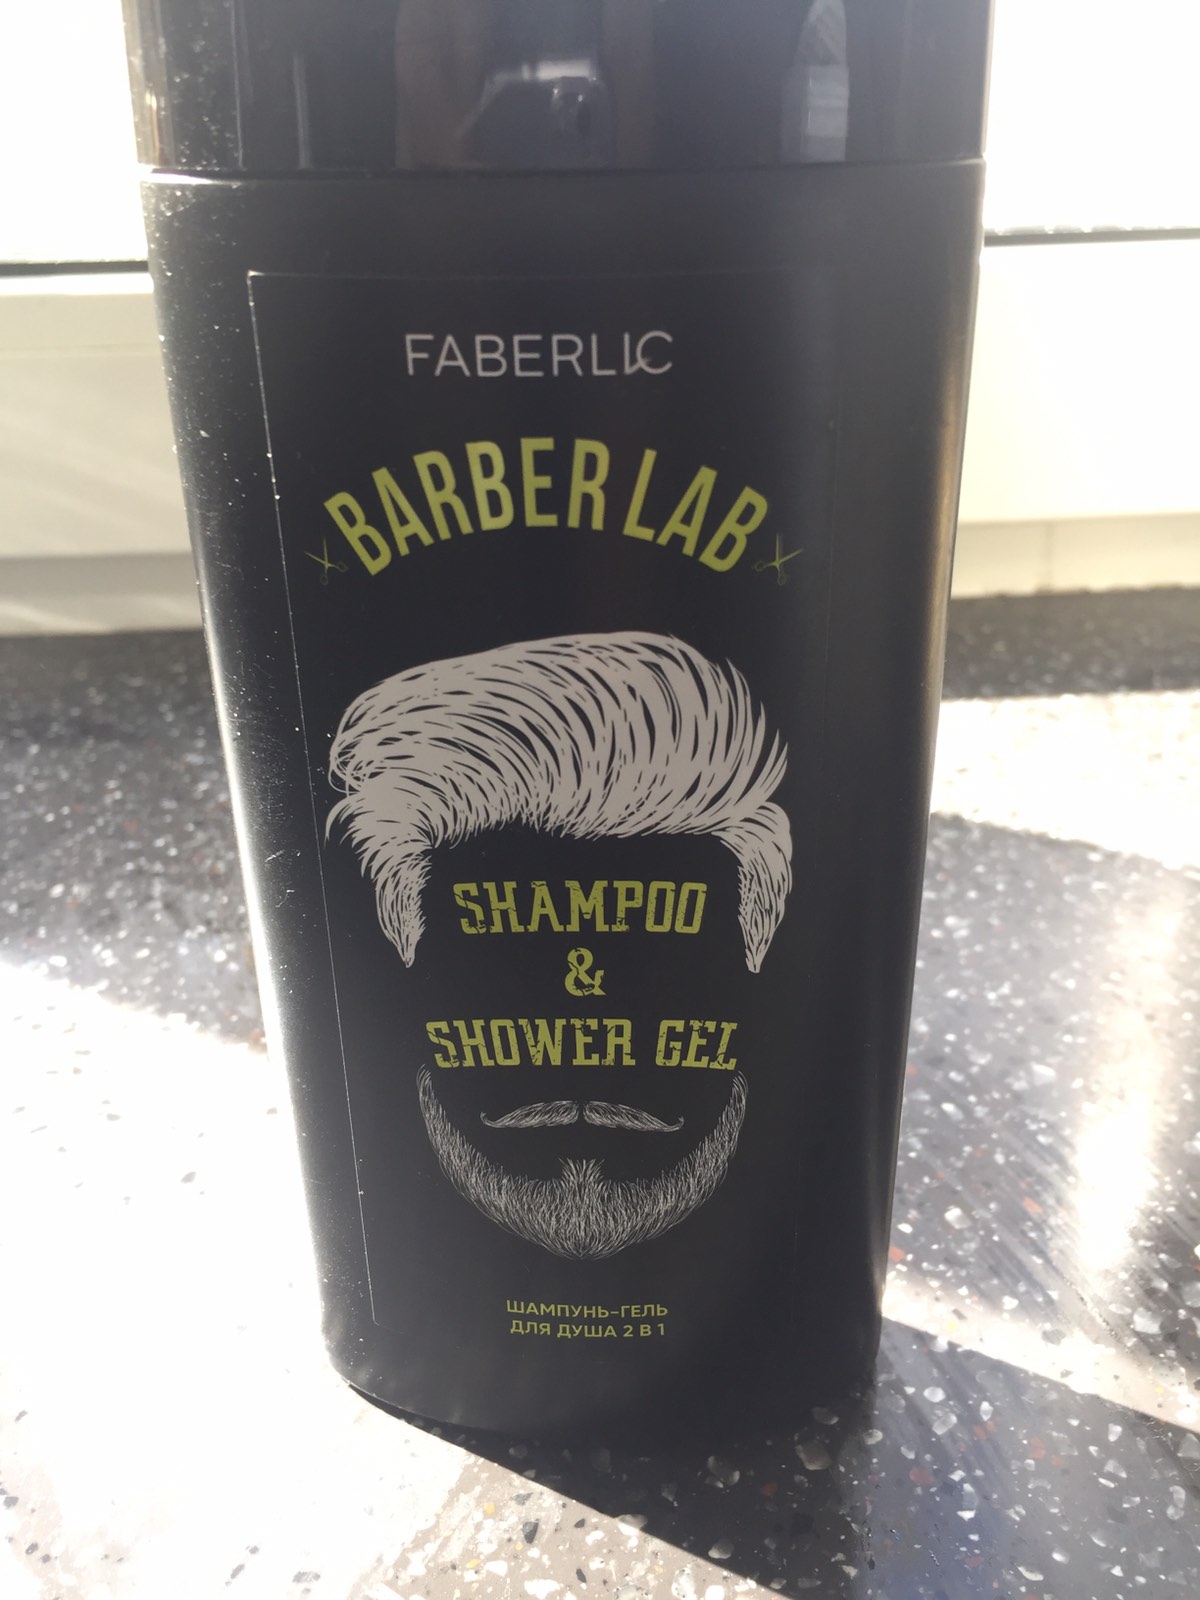 FABERLIC
BARBER LAB
SHAMPOO
&
SHOWER GEL
ШАМПУНЬ-ГЕЛЬ
ДЛЯ ДУША 2 В 1